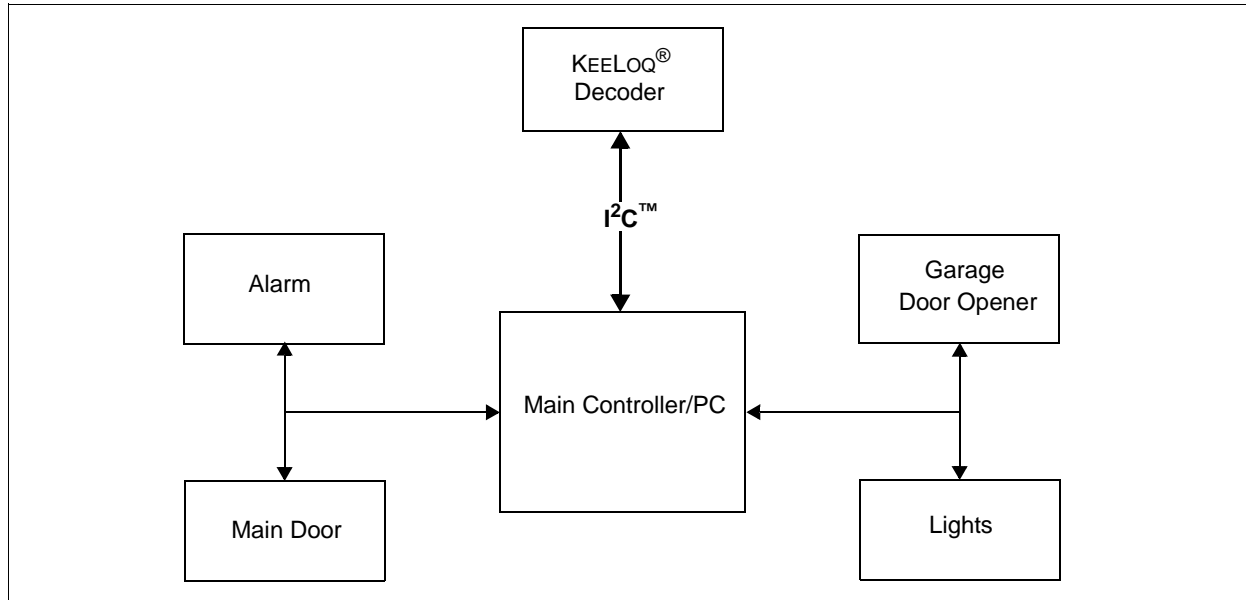 KEELOQ®
Decoder
I²C™
Alarm
Garage
Door Opener
Main Controller/PC
Main Door
Lights